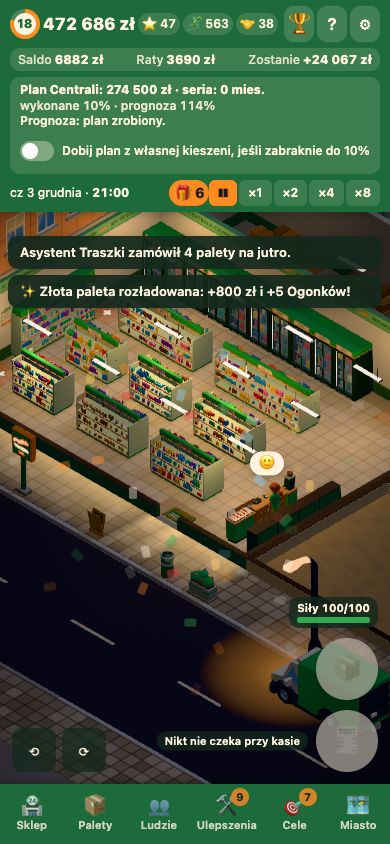 18 472 686 zł 47 563 38 ?
Saldo 6882 zł Raty 3690 zł Zostanie +24 067 zł
Plan Centrali: 274 500 zł · seria: 0 mies.
wykonane 10% · prognoza 114%
Prognoza: plan zrobiony.
Dobij plan z własnej kieszeni, jeśli zabraknie do 10%
cz 3 grudnia · 21:00 6 ×1 ×2 ×4 ×8
Asystent Traszki zamówił 4 palety na jutro.
Złota paleta rozładowana: +800 zł i +5 Ogonków!
Siły 100/100
Nikt nie czeka przy kasie
9 7
Sklep Palety Ludzie Ulepszenia Cele Miasto